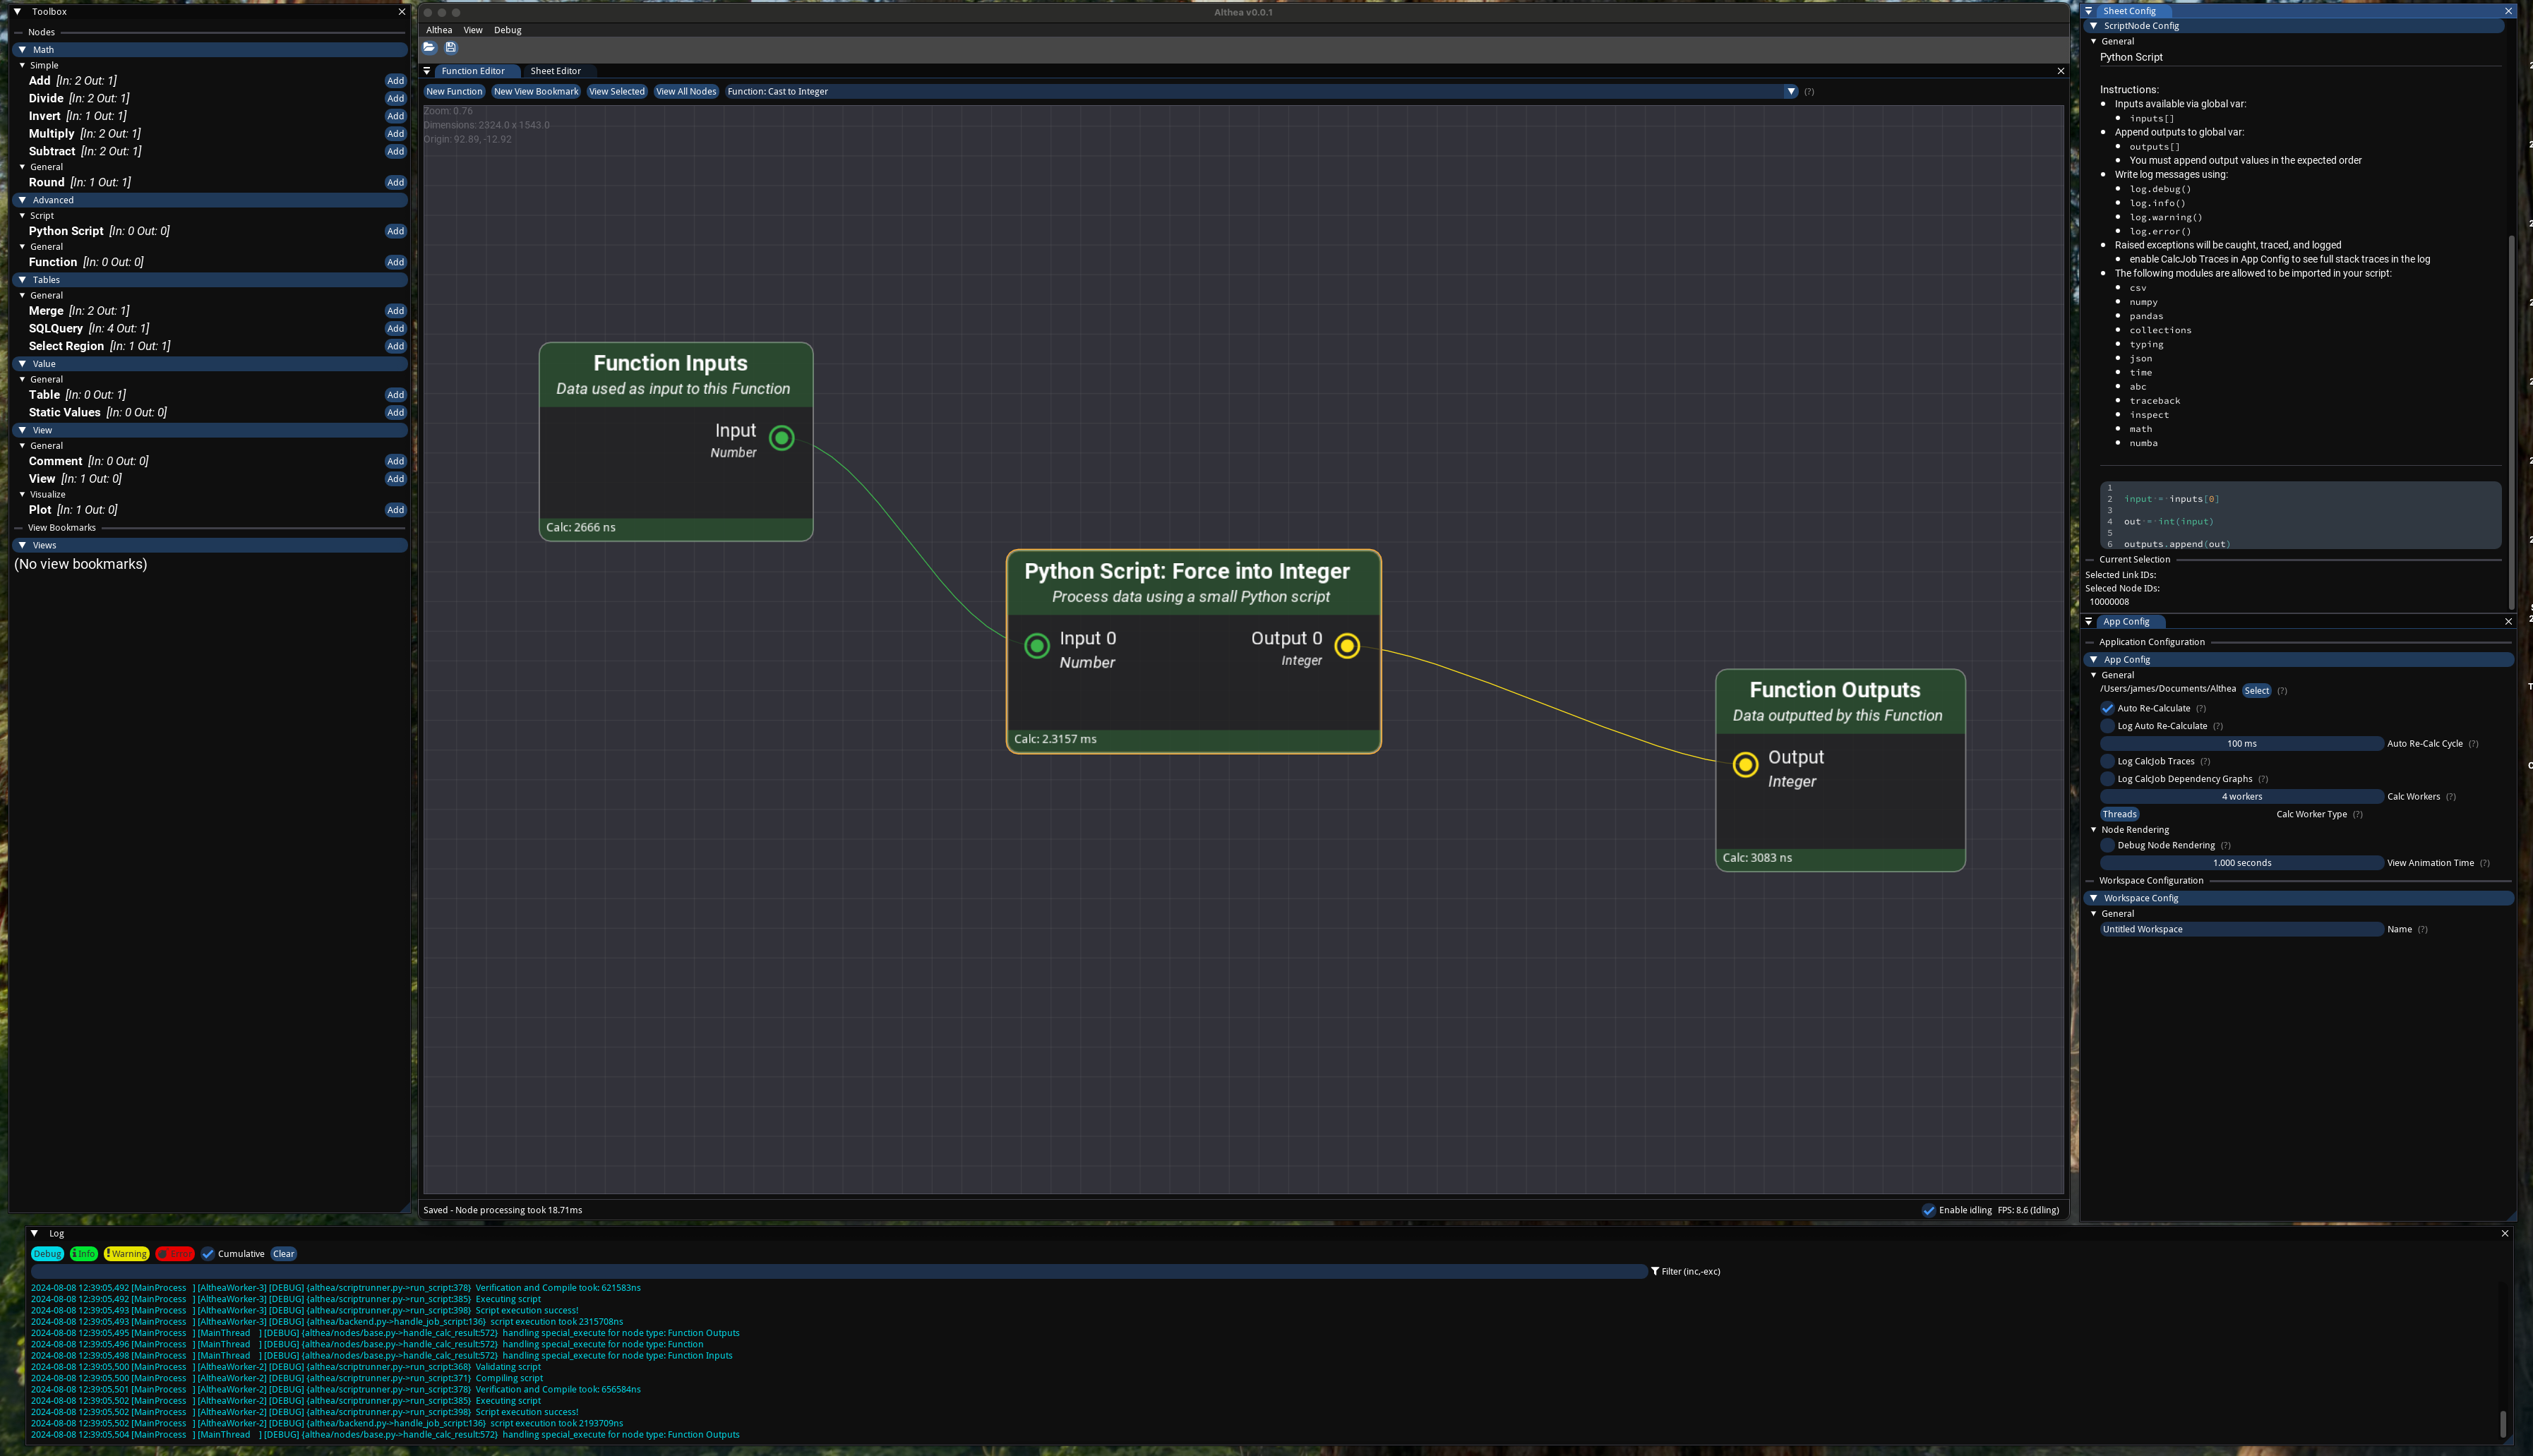 Toolbox
Nodes
Math
Simple
Add [In: 2 Out: 1] Add
Divide [In: 2 Out: 1] Add
Invert [In: 1 Out: 1] Add
Multiply [In: 2 Out: 1] Add
Subtract [In: 2 Out: 1] Add
General
Round [In: 1 Out: 1] Add
Advanced
Script
Python Script [In: 0 Out: 0] Add
General
Function [In: 0 Out: 0] Add
Tables
General
Merge [In: 2 Out: 1] Add
SQLQuery [In: 4 Out: 1] Add
Select Region [In: 1 Out: 1] Add
Value
General
Table [In: 0 Out: 1] Add
Static Values [In: 0 Out: 0] Add
View
General
Comment [In: 0 Out: 0] Add
View [In: 1 Out: 0] Add
Visualize
Plot [In: 1 Out: 0] Add
View Bookmarks
Views
(No view bookmarks)
Althea v0.0.1
Althea View Debug
Function Editor Sheet Editor
New Function New View Bookmark View Selected View All Nodes Function: Cast to Integer (?)
Zoom: 0.76
Dimensions: 2324.0 x 1543.0
Origin: 92.89, -12.92
Function Inputs
Data used as input to this Function
Input
Number
Calc: 2666 ns
Python Script: Force into Integer
Process data using a small Python script
Input 0 Output 0
Number Integer
Calc: 2.3157 ms
Function Outputs
Data outputted by this Function
Output
Integer
Calc: 3083 ns
Saved - Node processing took 18.71ms
Enable idling FPS: 8.6 (Idling)
Sheet Config
ScriptNode Config
General
Python Script
Instructions:
Inputs available via global var:
inputs[]
Append outputs to global var:
outputs[]
You must append output values in the expected order
Write log messages using:
log.debug()
log.info()
log.warning()
log.error()
Raised exceptions will be caught, traced, and logged
enable CalcJob Traces in App Config to see full stack traces in the log
The following modules are allowed to be imported in your script:
csv
numpy
pandas
collections
typing
json
time
abc
traceback
inspect
math
numba
1
2 input = inputs[0]
3
4 out = int(input)
5
6 outputs.append(out)
Current Selection
Selected Link IDs:
Seleced Node IDs:
10000008
App Config
Application Configuration
App Config
General
/Users/james/Documents/Althea Select (?)
Auto Re-Calculate (?)
Log Auto Re-Calculate (?)
100 ms Auto Re-Calc Cycle (?)
Log CalcJob Traces (?)
Log CalcJob Dependency Graphs (?)
4 workers Calc Workers (?)
Threads Calc Worker Type (?)
Node Rendering
Debug Node Rendering (?)
1.000 seconds View Animation Time (?)
Workspace Configuration
Workspace Config
General
Untitled Workspace Name (?)
Log
Debug Info Warning Error Cumulative Clear
Filter (inc,-exc)
2024-08-08 12:39:05,492 [MainProcess ] [AltheaWorker-3] [DEBUG] {althea/scriptrunner.py->run_script:378} Verification and Compile took: 621583ns
2024-08-08 12:39:05,492 [MainProcess ] [AltheaWorker-3] [DEBUG] {althea/scriptrunner.py->run_script:385} Executing script
2024-08-08 12:39:05,493 [MainProcess ] [AltheaWorker-3] [DEBUG] {althea/scriptrunner.py->run_script:398} Script execution success!
2024-08-08 12:39:05,493 [MainProcess ] [AltheaWorker-3] [DEBUG] {althea/backend.py->handle_job_script:136} script execution took 2315708ns
2024-08-08 12:39:05,495 [MainProcess ] [MainThread ] [DEBUG] {althea/nodes/base.py->handle_calc_result:572} handling special_execute for node type: Function Outputs
2024-08-08 12:39:05,496 [MainProcess ] [MainThread ] [DEBUG] {althea/nodes/base.py->handle_calc_result:572} handling special_execute for node type: Function
2024-08-08 12:39:05,498 [MainProcess ] [MainThread ] [DEBUG] {althea/nodes/base.py->handle_calc_result:572} handling special_execute for node type: Function Inputs
2024-08-08 12:39:05,500 [MainProcess ] [AltheaWorker-2] [DEBUG] {althea/scriptrunner.py->run_script:368} Validating script
2024-08-08 12:39:05,500 [MainProcess ] [AltheaWorker-2] [DEBUG] {althea/scriptrunner.py->run_script:371} Compiling script
2024-08-08 12:39:05,501 [MainProcess ] [AltheaWorker-2] [DEBUG] {althea/scriptrunner.py->run_script:378} Verification and Compile took: 656584ns
2024-08-08 12:39:05,502 [MainProcess ] [AltheaWorker-2] [DEBUG] {althea/scriptrunner.py->run_script:385} Executing script
2024-08-08 12:39:05,502 [MainProcess ] [AltheaWorker-2] [DEBUG] {althea/scriptrunner.py->run_script:398} Script execution success!
2024-08-08 12:39:05,502 [MainProcess ] [AltheaWorker-2] [DEBUG] {althea/backend.py->handle_job_script:136} script execution took 2193709ns
2024-08-08 12:39:05,504 [MainProcess ] [MainThread ] [DEBUG] {althea/nodes/base.py->handle_calc_result:572} handling special_execute for node type: Function Outputs